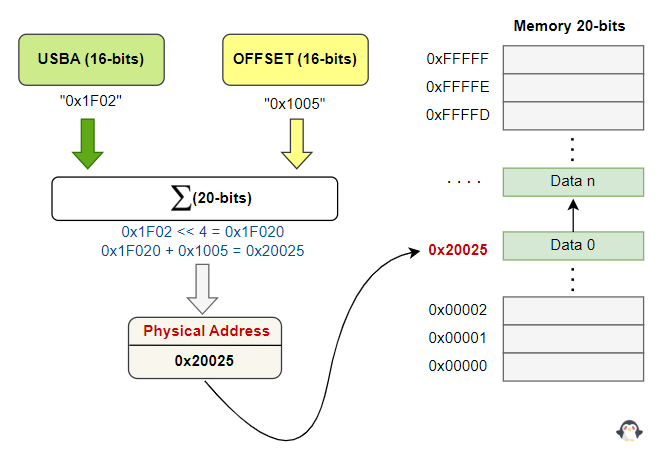 USBA (16-bits)
"0x1F02"
OFFSET (16-bits)
"0x1005"
∑(20-bits)
0x1F02 << 4 = 0x1F020
0x1F020 + 0x1005 = 0x20025
Physical Address
0x20025
Memory 20-bits
0xFFFFF
0xFFFFE
0xFFFFD
. . . . Data n
0x20025 Data 0
0x00002
0x00001
0x00000